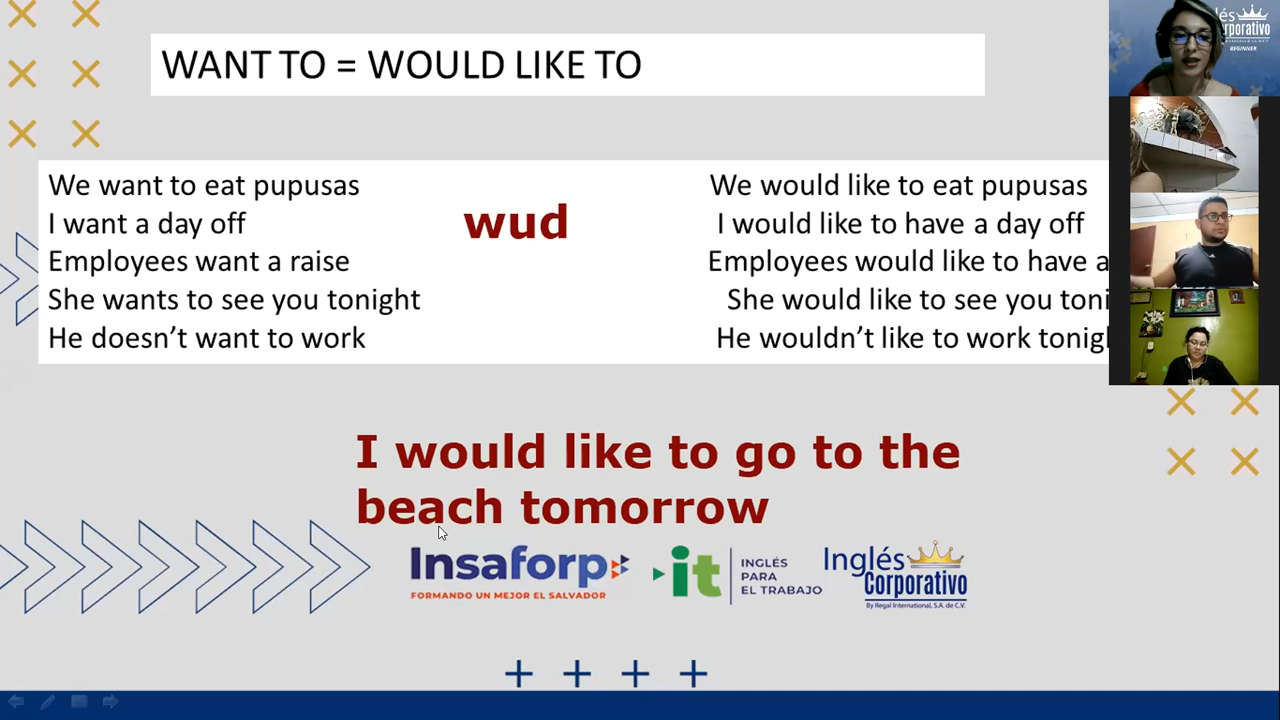 WANT TO = WOULD LIKE TO
We want to eat pupusas
I want a day off
Employees want a raise
She wants to see you tonight
He doesn't want to work
wud
We would like to eat pupusas
I would like to have a day off
Employees would like to have a
She would like to see you toni
He wouldn't like to work tonigh
I would like to go to the
beach tomorrow
Insaforp
FORMANDO UN MEJOR EL SALVADOR
it
INGLÉS
PARA
EL TRABAJO
Inglés
Corporativo
By Regal International, S.A. de C.V.
BEGINNER